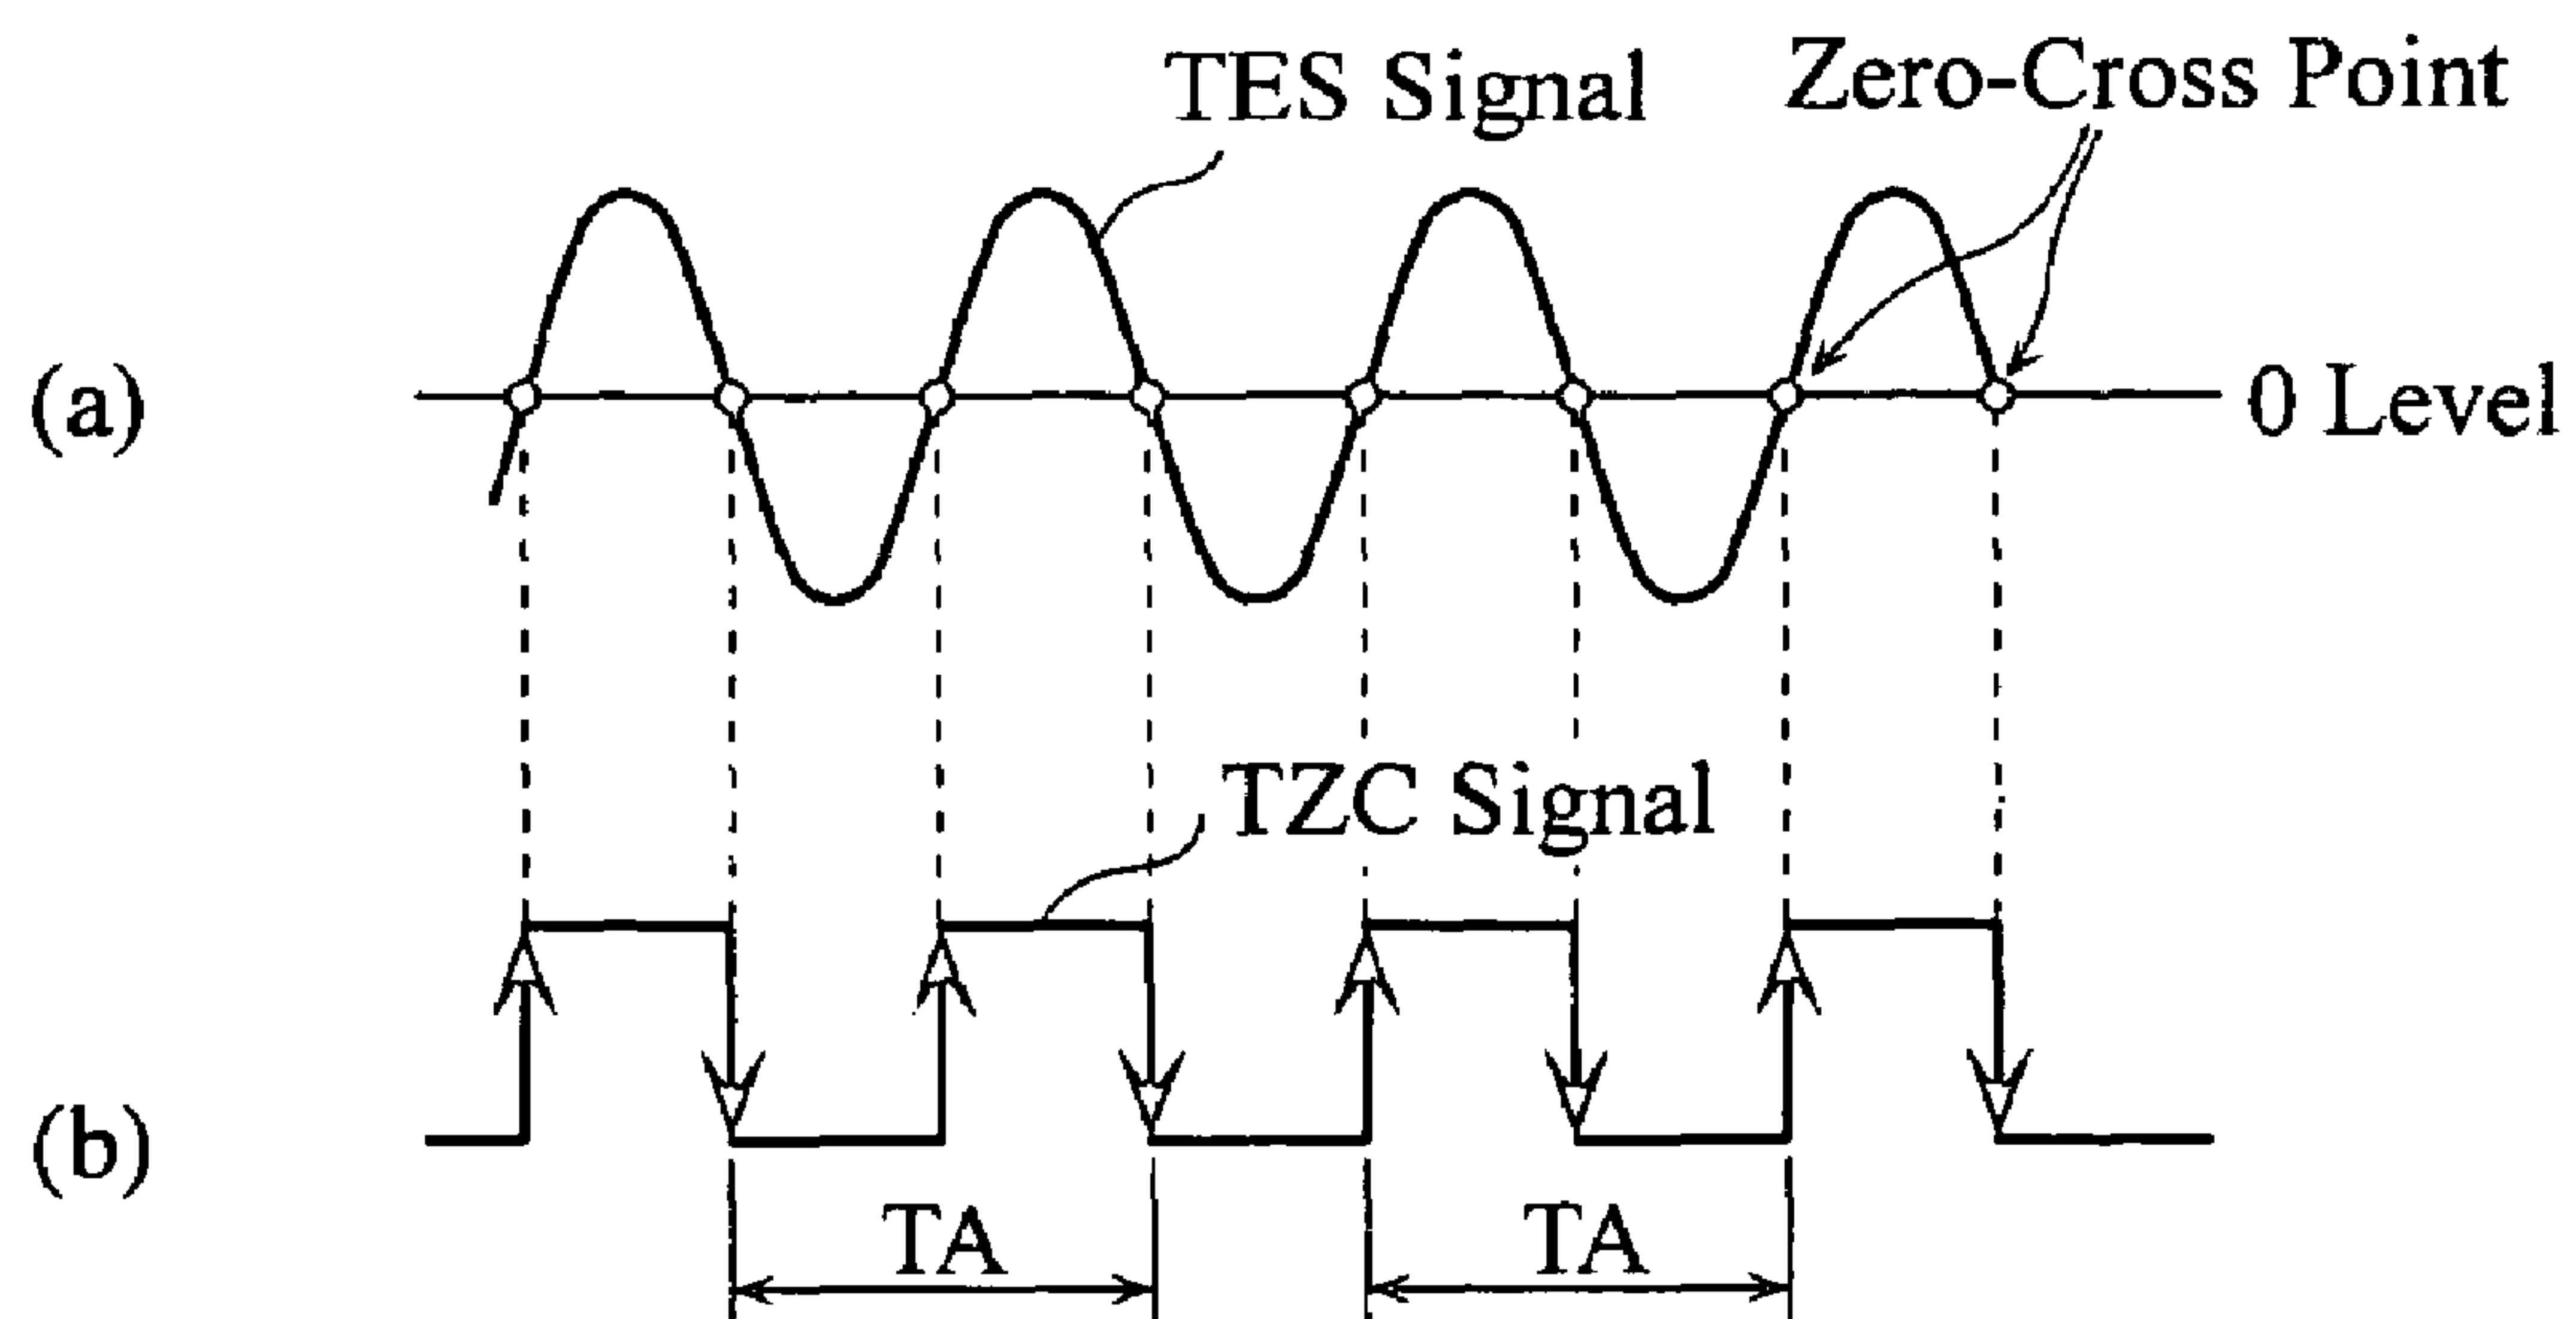 TES Signal
Zero-Cross Point
(a)
0 Level
TZC Signal
(b)
TA
TA